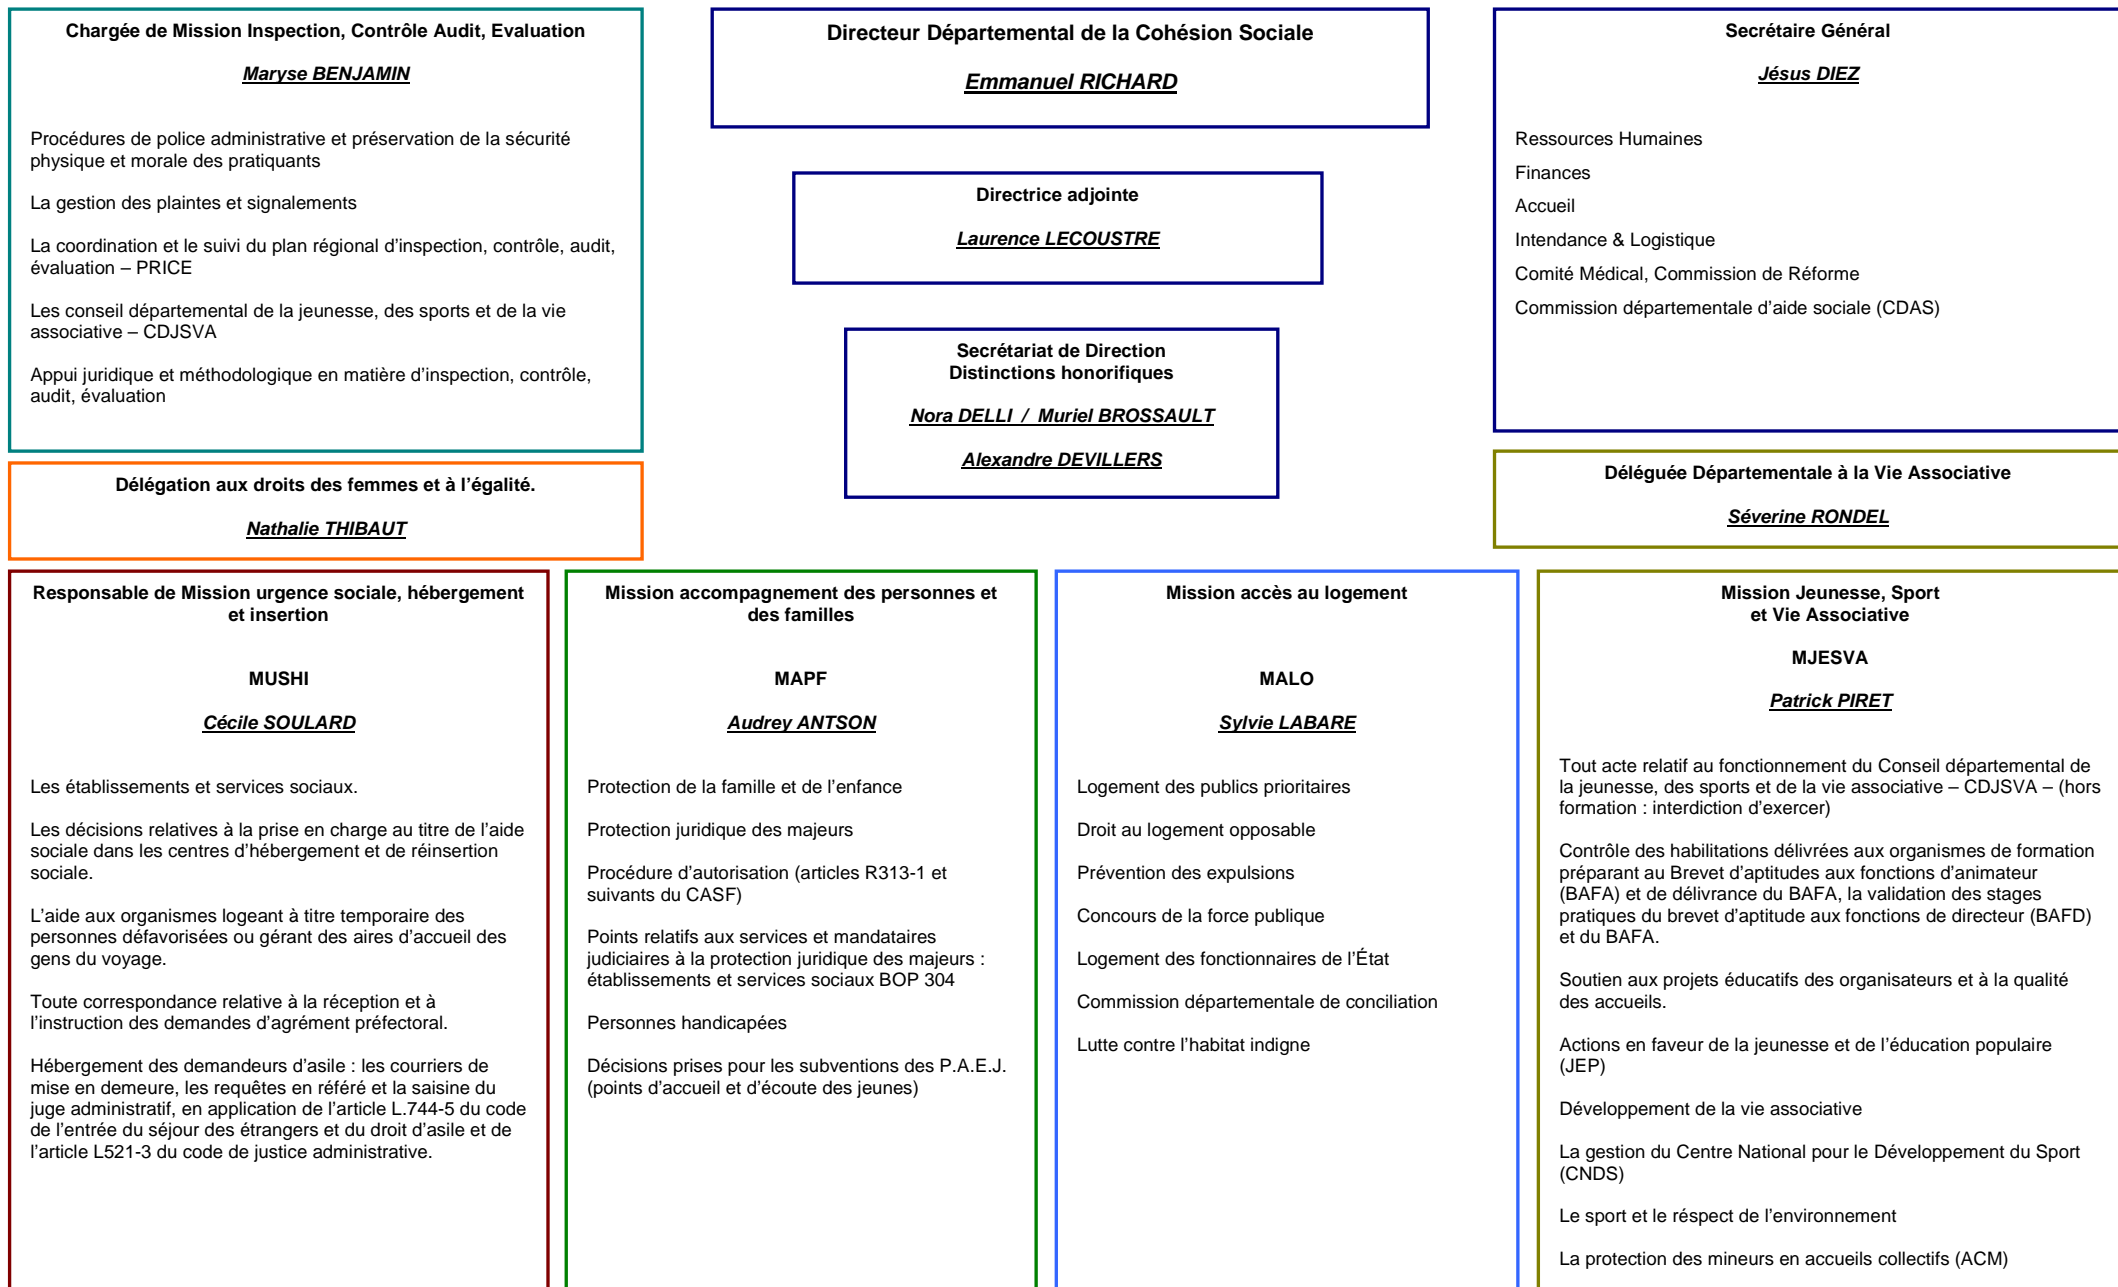 Chargée de Mission Inspection, Contrôle Audit, Evaluation
Maryse BENJAMIN
Procédures de police administrative et préservation de la sécurité
physique et morale des pratiquants
La gestion des plaintes et signalements
La coordination et le suivi du plan régional d’inspection, contrôle, audit,
évaluation – PRICE
Les conseil départemental de la jeunesse, des sports et de la vie
associative – CDJSVA
Appui juridique et méthodologique en matière d’inspection, contrôle,
audit, évaluation
Directeur Départemental de la Cohésion Sociale
Emmanuel RICHARD
Directrice adjointe
Laurence LECOUSTRE
Secrétariat de Direction
Distinctions honorifiques
Nora DELLI / Muriel BROSSAULT
Alexandre DEVILLERS
Secrétaire Général
Jésus DIEZ
Ressources Humaines
Finances
Accueil
Intendance & Logistique
Comité Médical, Commission de Réforme
Commission départementale d’aide sociale (CDAS)
Délégation aux droits des femmes et à l’égalité.
Nathalie THIBAUT
Déléguée Départementale à la Vie Associative
Séverine RONDEL
Responsable de Mission urgence sociale, hébergement
et insertion
MUSHI
Cécile SOULARD
Les établissements et services sociaux.
Les décisions relatives à la prise en charge au titre de l’aide
sociale dans les centres d’hébergement et de réinsertion
sociale.
L’aide aux organismes logeant à titre temporaire des
personnes défavorisées ou gérant des aires d’accueil des
gens du voyage.
Toute correspondance relative à la réception et à
l’instruction des demandes d’agrément préfectoral.
Hébergement des demandeurs d’asile : les courriers de
mise en demeure, les requêtes en référé et la saisine du
juge administratif, en application de l’article L.744-5 du code
de l’entrée du séjour des étrangers et du droit d’asile et de
l’article L521-3 du code de justice administrative.
Mission accompagnement des personnes et
des familles
MAPF
Audrey ANTSON
Protection de la famille et de l’enfance
Protection juridique des majeurs
Procédure d’autorisation (articles R313-1 et
suivants du CASF)
Points relatifs aux services et mandataires
judiciaires à la protection juridique des majeurs :
établissements et services sociaux BOP 304
Personnes handicapées
Décisions prises pour les subventions des P.A.E.J.
(points d’accueil et d’écoute des jeunes)
Mission accès au logement
MALO
Sylvie LABARE
Logement des publics prioritaires
Droit au logement opposable
Prévention des expulsions
Concours de la force publique
Logement des fonctionnaires de l’État
Commission départementale de conciliation
Lutte contre l’habitat indigne
Mission Jeunesse, Sport
et Vie Associative
MJESVA
Patrick PIRET
Tout acte relatif au fonctionnement du Conseil départemental de
la jeunesse, des sports et de la vie associative – CDJSVA – (hors
formation : interdiction d’exercer)
Contrôle des habilitations délivrées aux organismes de formation
préparant au Brevet d’aptitudes aux fonctions d’animateur
(BAFA) et de délivrance du BAFA, la validation des stages
pratiques du brevet d’aptitude aux fonctions de directeur (BAFD)
et du BAFA.
Soutien aux projets éducatifs des organisateurs et à la qualité
des accueils.
Actions en faveur de la jeunesse et de l’éducation populaire
(JEP)
Développement de la vie associative
La gestion du Centre National pour le Développement du Sport
(CNDS)
Le sport et le réspect de l’environnement
La protection des mineurs en accueils collectifs (ACM)